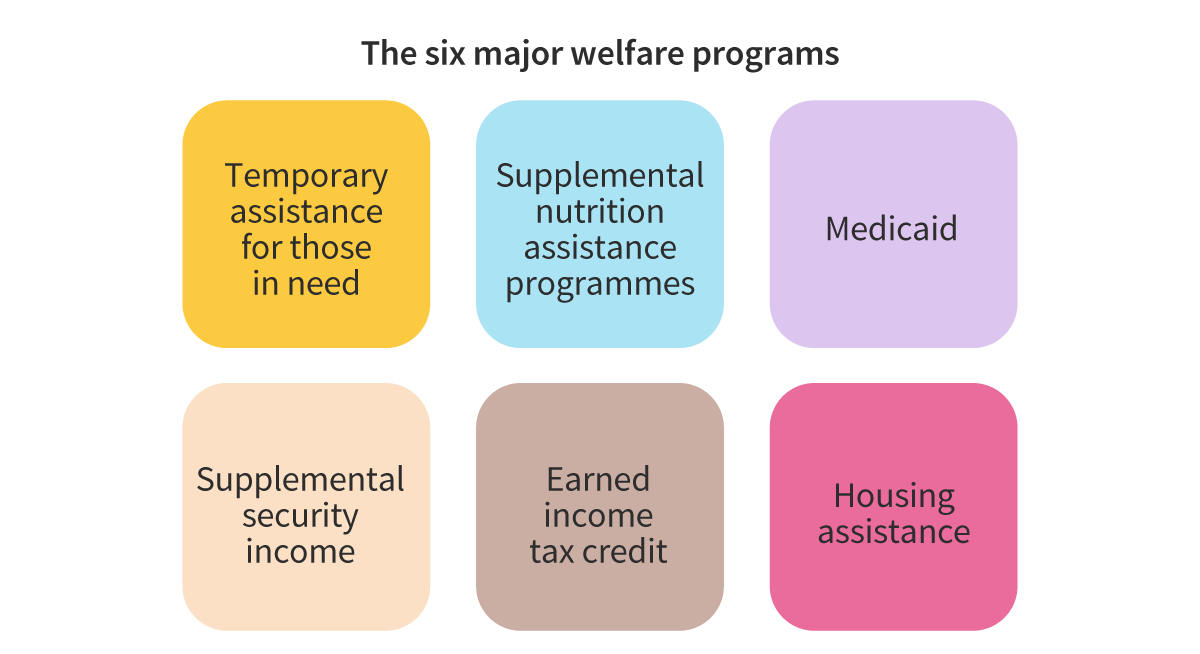 The six major welfare programs
Temporary
assistance
for those
in need
Supplemental
nutrition
assistance
programmes
Medicaid
Supplemental
security
income
Earned
income
tax credit
Housing
assistance